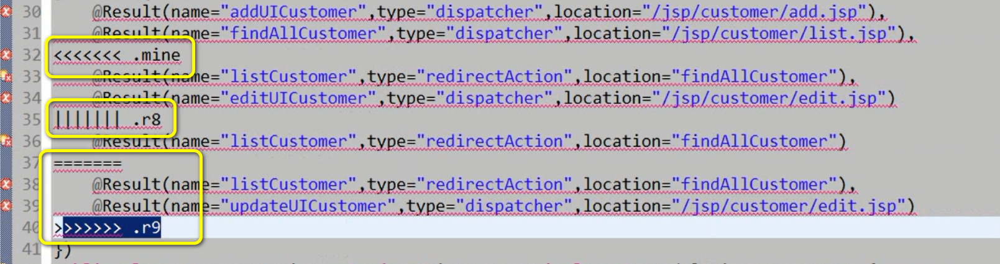 30 @Result(name="addUICustomer",type="dispatcher",location="/jsp/customer/add.jsp"),
31 @Result(name="findAllCustomer",type="dispatcher",location="/jsp/customer/list.jsp"),
32 <<<<<<< .mine
33 @Result(name="listCustomer",type="redirectAction",location="findAllCustomer"),
34 @Result(name="editUICustomer",type="dispatcher",location="/jsp/customer/edit.jsp")
35 ||||||| .r8
36 @Result(name="listCustomer",type="redirectAction",location="findAllCustomer")
37 =======
38 @Result(name="listCustomer",type="redirectAction",location="findAllCustomer"),
39 @Result(name="updateUICustomer",type="dispatcher",location="/jsp/customer/edit.jsp")
40 >>>>>>> .r9
41 })